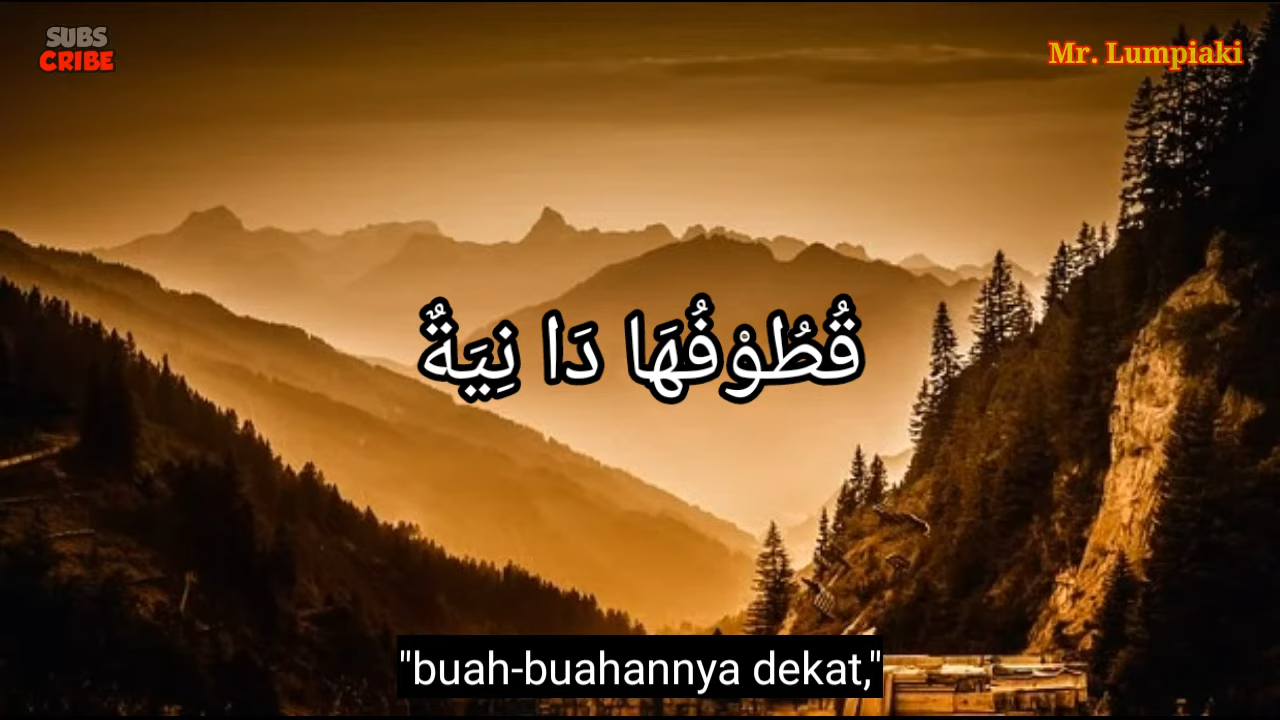 SUBS
CRIBE
Mr. Lumpiaki
قُطُوْفُهَا دَا نِيَةٌ
"buah-buahannya dekat,"